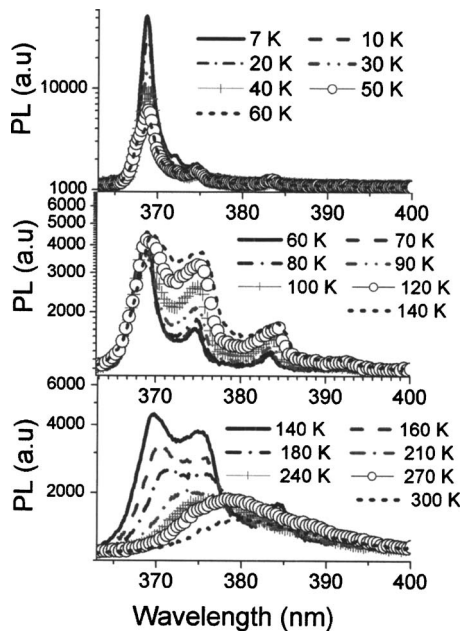 PL (a.u)
10000
1000
7 K
10 K
20 K
30 K
40 K
50 K
60 K
370
380
390
400
PL (a.u)
6000
5000
4000
3000
2000
60 K
70 K
80 K
90 K
100 K
120 K
140 K
370
380
390
400
PL (a.u)
6000
4000
2000
140 K
160 K
180 K
210 K
240 K
270 K
300 K
370
380
390
400
Wavelength (nm)